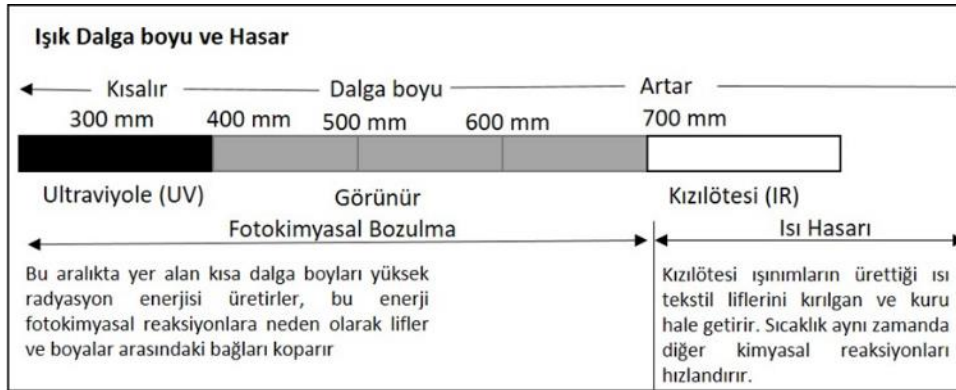 Işık Dalga boyu ve Hasar
Kısalır Dalga boyu Artar
300 mm 400 mm 500 mm 600 mm 700 mm
Ultraviyole (UV) Görünür Kızılötesi (IR)
Fotokimyasal Bozulma Isı Hasarı
Bu aralıkta yer alan kısa dalga boyları yüksek
radyasyon enerjisi üretirler, bu enerji
fotokimyasal reaksiyonlara neden olarak lifler
ve boyalar arasındaki bağları koparır
Kızılötesi ışınımların ürettiği ısı
tekstil liflerini kırılgan ve kuru
hale getirir. Sıcaklık aynı zamanda
diğer kimyasal reaksiyonları
hızlandırır.